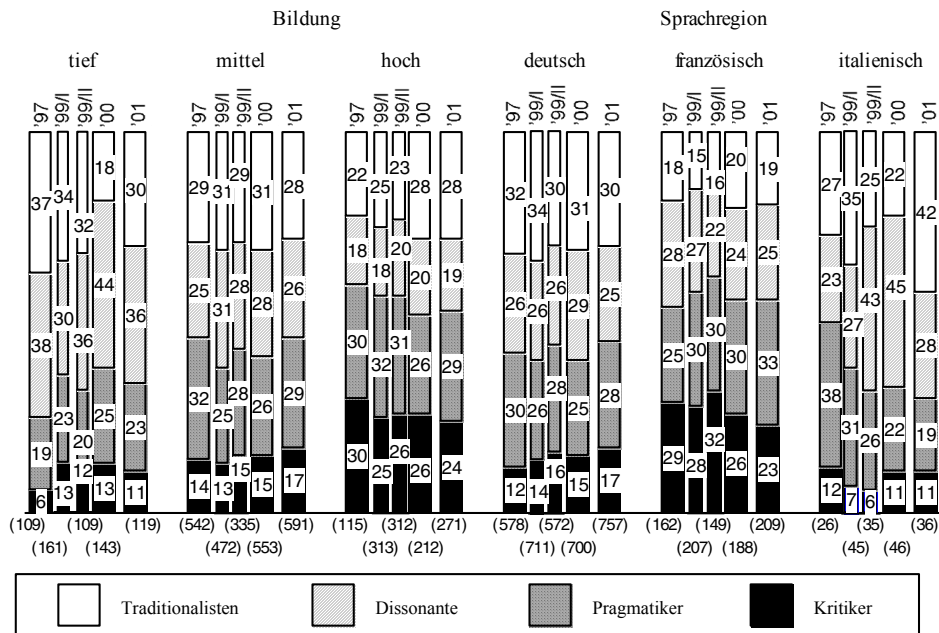 Bildung Sprachregion
tief mittel hoch deutsch französisch italienisch
'97 '99/I '99/II '00 '01 '97 '99/I '99/II '00 '01 '97 '99/I '99/II '00 '01 '97 '99/I '99/II '00 '01 '97 '99/I '99/II '00 '01 '97 '99/I '99/II '00 '01
37 34 32 18 30 29 31 29 31 28 22 25 23 28 28 32 34 30 31 30 18 15 16 20 19 27 35 25 22 42
38 30 36 44 36 25 31 28 28 26 18 18 20 20 19 26 26 26 29 25 28 27 22 24 25 23 27 43 45 28
19 23 20 25 23 32 25 28 26 29 30 32 31 26 29 30 26 28 25 28 25 30 30 30 33 38 31 26 22 19
6 13 12 13 11 14 13 15 15 17 30 25 26 26 24 12 14 16 15 17 29 28 32 26 23 12 7 6 11 11
(109) (109) (119) (542) (335) (591) (115) (312) (271) (578) (572) (757) (162) (149) (209) (26) (35) (36)
(161) (143) (472) (553) (313) (212) (711) (700) (207) (188) (45) (46)
Traditionalisten Dissonante Pragmatiker Kritiker